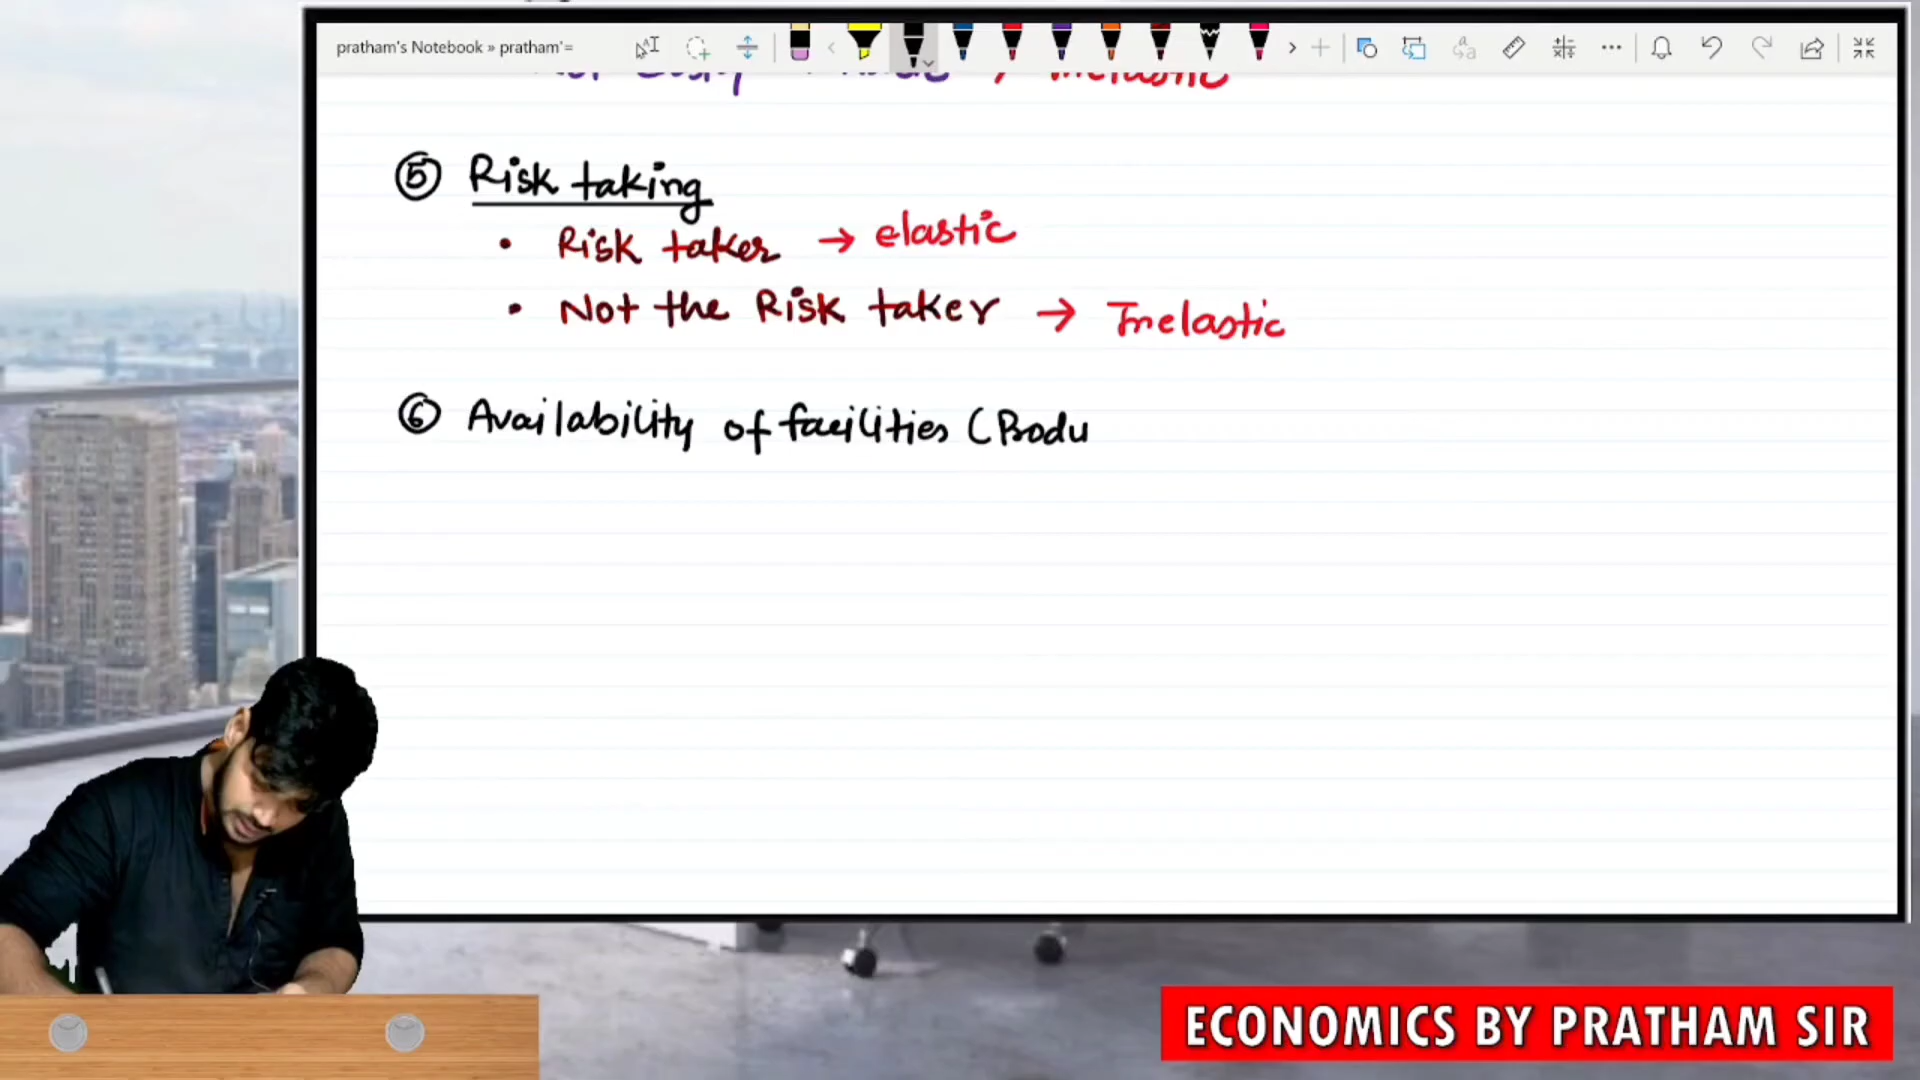 pratham's Notebook » pratham'=
Inelastic
⑤ Risk taking
• Risk taker → elastic
• Not the Risk taker → Inelastic
⑥ Availability of facilities (Produ
ECONOMICS BY PRATHAM SIR